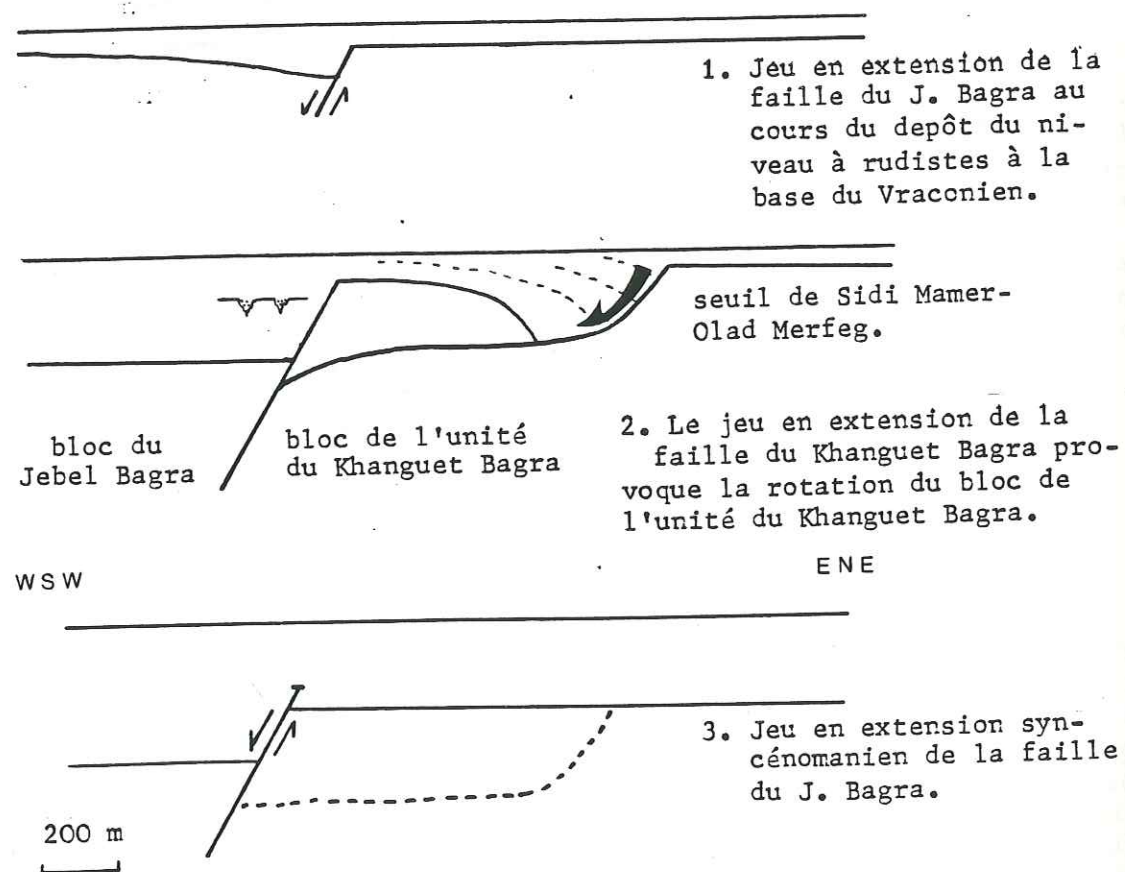 1. Jeu en extension de la
faille du J. Bagra au
cours du depôt du ni-
veau à rudistes à la
base du Vraconien.
seuil de Sidi Mamer-
Olad Merfeg.
bloc du
Jebel Bagra
bloc de l'unité
du Khanguet Bagra
2. Le jeu en extension de la
faille du Khanguet Bagra pro-
voque la rotation du bloc de
l'unité du Khanguet Bagra.
WSW
ENE
3. Jeu en extension syn-
cénomanien de la faille
du J. Bagra.
200 m